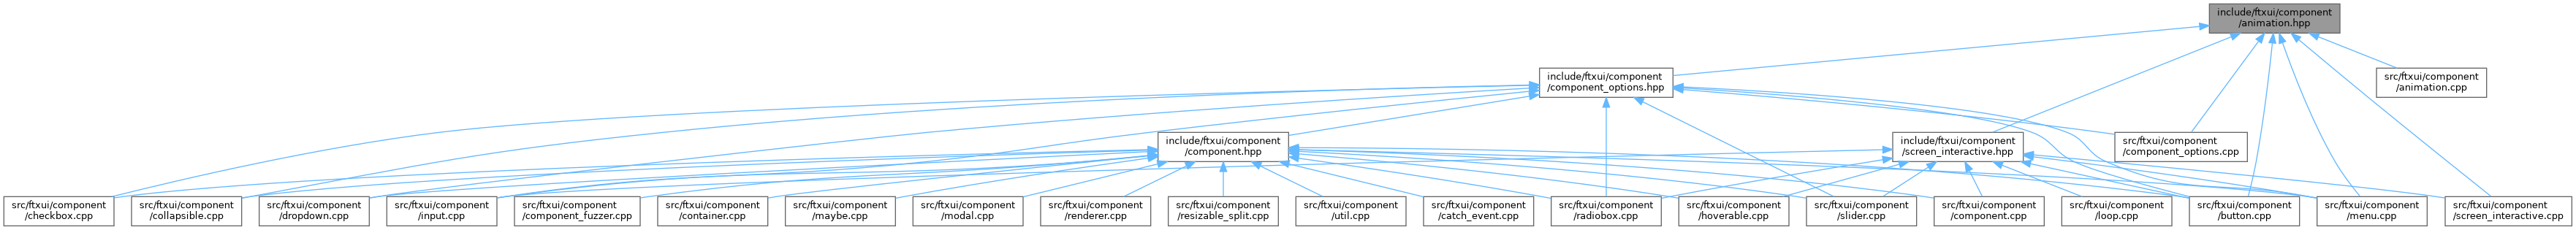 include/ftxui/component
/animation.hpp
include/ftxui/component
/component_options.hpp
src/ftxui/component
/animation.cpp
include/ftxui/component
/component.hpp
include/ftxui/component
/screen_interactive.hpp
src/ftxui/component
/component_options.cpp
src/ftxui/component
/checkbox.cpp
src/ftxui/component
/collapsible.cpp
src/ftxui/component
/dropdown.cpp
src/ftxui/component
/input.cpp
src/ftxui/component
/component_fuzzer.cpp
src/ftxui/component
/container.cpp
src/ftxui/component
/maybe.cpp
src/ftxui/component
/modal.cpp
src/ftxui/component
/renderer.cpp
src/ftxui/component
/resizable_split.cpp
src/ftxui/component
/util.cpp
src/ftxui/component
/catch_event.cpp
src/ftxui/component
/radiobox.cpp
src/ftxui/component
/hoverable.cpp
src/ftxui/component
/slider.cpp
src/ftxui/component
/component.cpp
src/ftxui/component
/loop.cpp
src/ftxui/component
/button.cpp
src/ftxui/component
/menu.cpp
src/ftxui/component
/screen_interactive.cpp